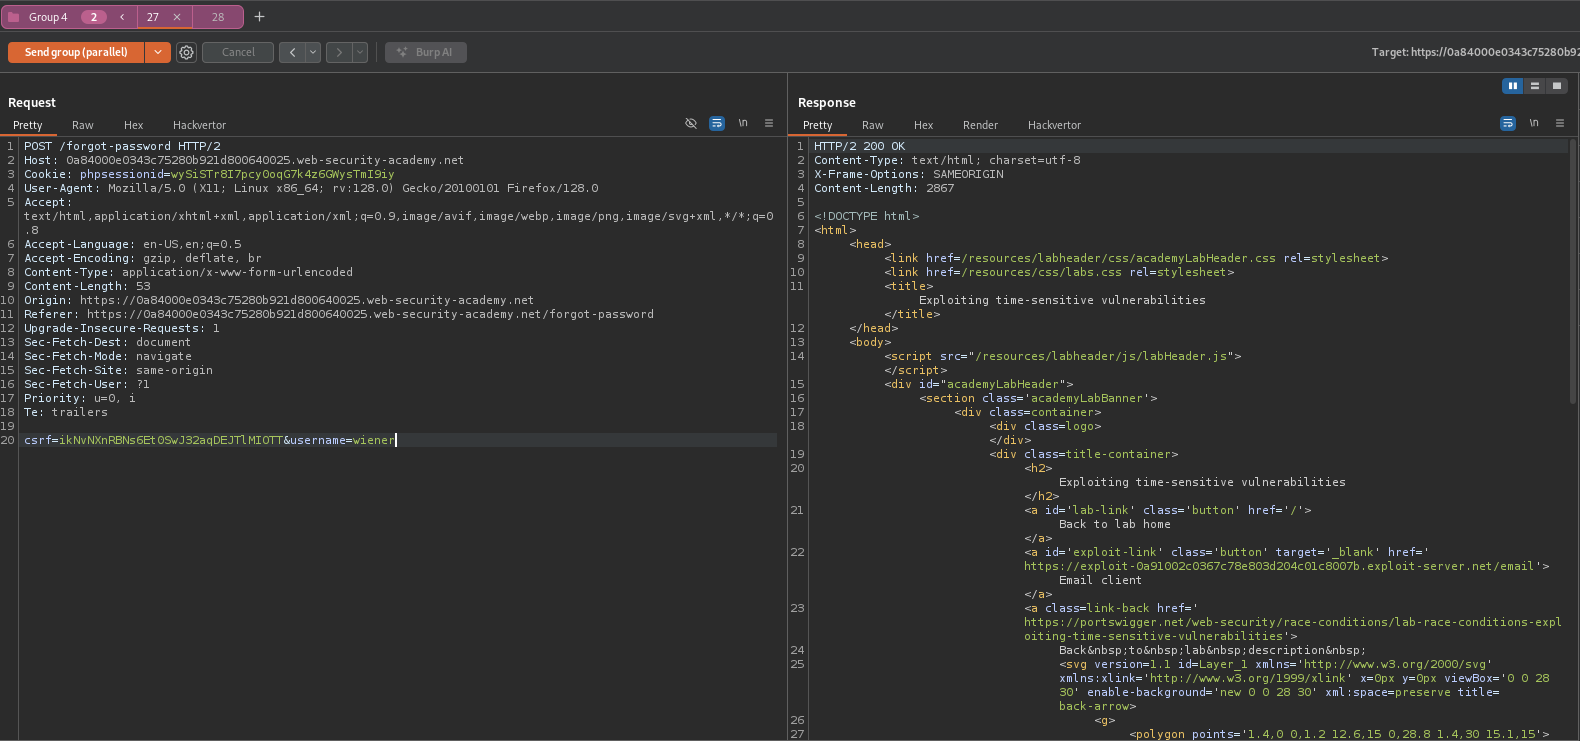 Group 4 2 27 28
Send group (parallel) Cancel Burp AI Target: https://0a84000e0343c75280b92
Request
Pretty Raw Hex Hackvertor \n
1 POST /forgot-password HTTP/2
2 Host: 0a84000e0343c75280b921d800640025.web-security-academy.net
3 Cookie: phpsessionid=wySiSTr8I7pcy0oqG7k4z6GWysTmI9iy
4 User-Agent: Mozilla/5.0 (X11; Linux x86_64; rv:128.0) Gecko/20100101 Firefox/128.0
5 Accept:
text/html,application/xhtml+xml,application/xml;q=0.9,image/avif,image/webp,image/png,image/svg+xml,*/*;q=0
.8
6 Accept-Language: en-US,en;q=0.5
7 Accept-Encoding: gzip, deflate, br
8 Content-Type: application/x-www-form-urlencoded
9 Content-Length: 53
10 Origin: https://0a84000e0343c75280b921d800640025.web-security-academy.net
11 Referer: https://0a84000e0343c75280b921d800640025.web-security-academy.net/forgot-password
12 Upgrade-Insecure-Requests: 1
13 Sec-Fetch-Dest: document
14 Sec-Fetch-Mode: navigate
15 Sec-Fetch-Site: same-origin
16 Sec-Fetch-User: ?1
17 Priority: u=0, i
18 Te: trailers
19
20 csrf=ikNvNXnRBNs6Et0SwJ32aqDEJTlMIOTT&username=wiener
Response
Pretty Raw Hex Render Hackvertor \n
1 HTTP/2 200 OK
2 Content-Type: text/html; charset=utf-8
3 X-Frame-Options: SAMEORIGIN
4 Content-Length: 2867
5
6 <!DOCTYPE html>
7 <html>
8 <head>
9 <link href=/resources/labheader/css/academyLabHeader.css rel=stylesheet>
10 <link href=/resources/css/labs.css rel=stylesheet>
11 <title>
Exploiting time-sensitive vulnerabilities
</title>
12 </head>
13 <body>
14 <script src="/resources/labheader/js/labHeader.js">
</script>
15 <div id="academyLabHeader">
16 <section class='academyLabBanner'>
17 <div class=container>
18 <div class=logo>
</div>
19 <div class=title-container>
20 <h2>
Exploiting time-sensitive vulnerabilities
</h2>
21 <a id='lab-link' class='button' href='/'>
Back to lab home
</a>
22 <a id='exploit-link' class='button' target='_blank' href='
https://exploit-0a91002c0367c78e803d204c01c8007b.exploit-server.net/email'>
Email client
</a>
23 <a class=link-back href='
https://portswigger.net/web-security/race-conditions/lab-race-conditions-expl
oiting-time-sensitive-vulnerabilities'>
24 Back&nbsp;to&nbsp;lab&nbsp;description&nbsp;
25 <svg version=1.1 id=Layer_1 xmlns='http://www.w3.org/2000/svg'
xmlns:xlink='http://www.w3.org/1999/xlink' x=0px y=0px viewBox='0 0 28
30' enable-background='new 0 0 28 30' xml:space=preserve title=
back-arrow>
26 <g>
27 <polygon points='1.4,0 0,1.2 12.6,15 0,28.8 1.4,30 15.1,15'>